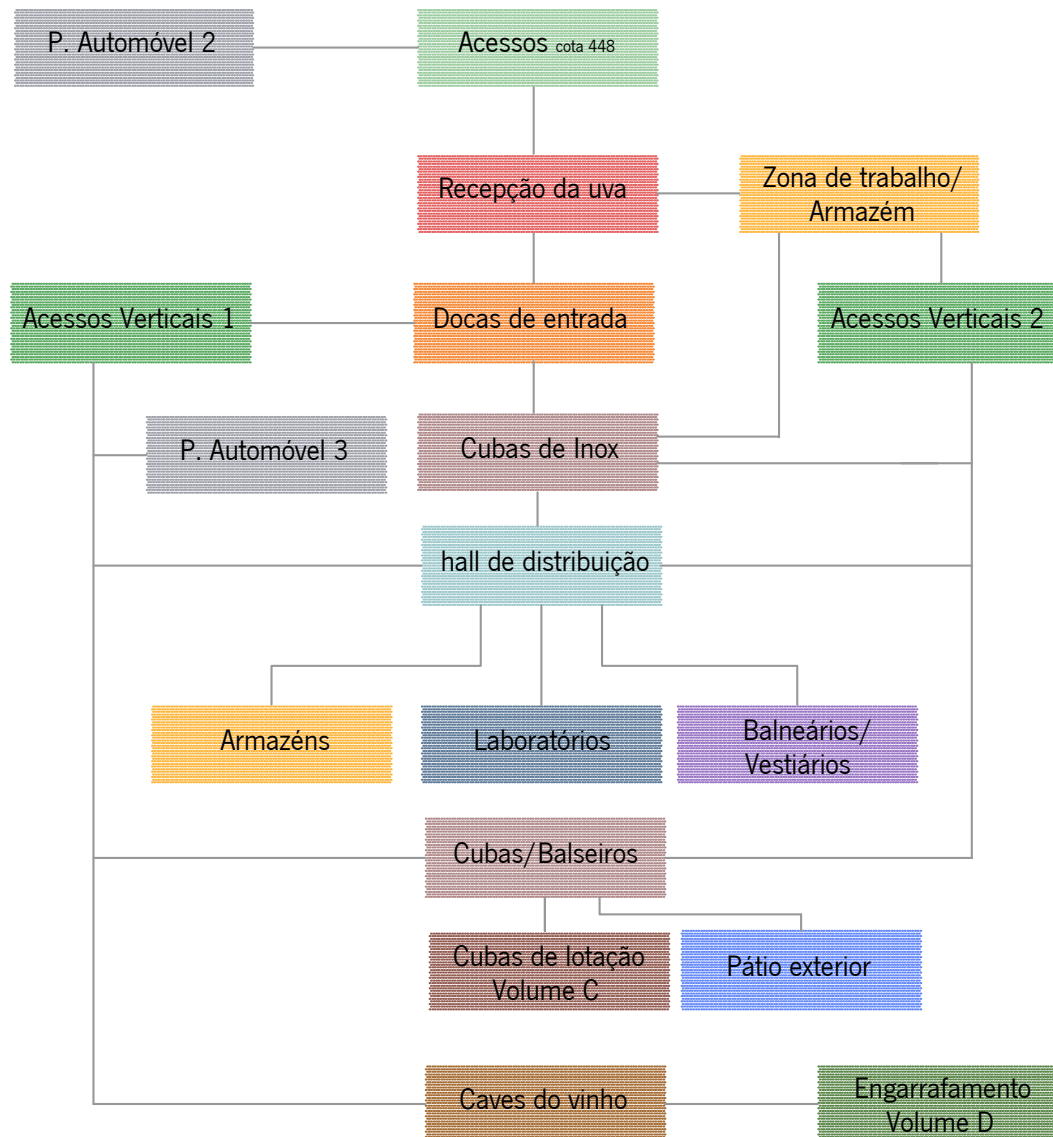 P. Automóvel 2
Acessos cota 448
Recepção da uva
Zona de trabalho/
Armazém
Acessos Verticais 1
Docas de entrada
Acessos Verticais 2
P. Automóvel 3
Cubas de Inox
hall de distribuição
Armazéns
Laboratórios
Balneários/
Vestiários
Cubas/Balseiros
Cubas de lotação
Volume C
Pátio exterior
Caves do vinho
Engarrafamento
Volume D